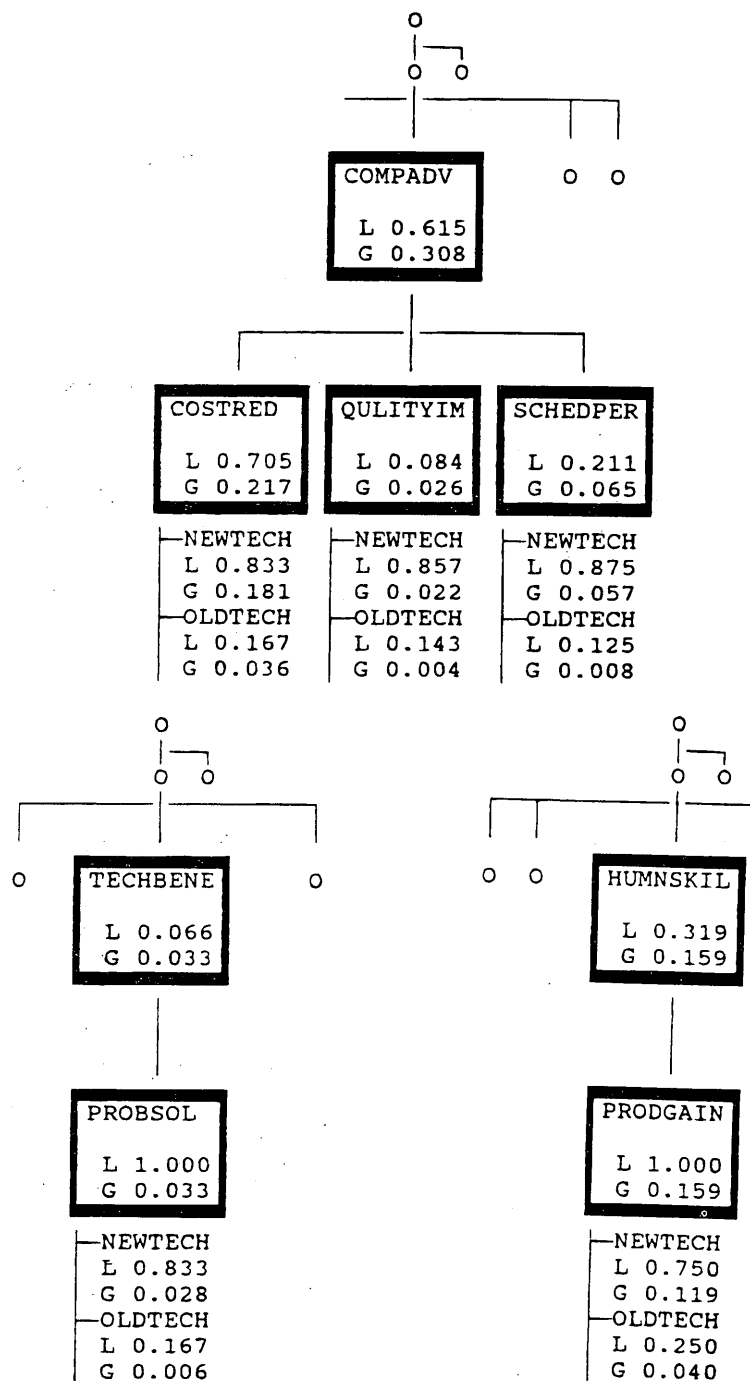 O
O O
COMPADV O O
L 0.615
G 0.308
COSTRED QULITYIM SCHEDPER
L 0.705 L 0.084 L 0.211
G 0.217 G 0.026 G 0.065
NEWTECH NEWTECH NEWTECH
L 0.833 L 0.857 L 0.875
G 0.181 G 0.022 G 0.057
OLDTECH OLDTECH OLDTECH
L 0.167 L 0.143 L 0.125
G 0.036 G 0.004 G 0.008
O O
O O O O
O TECHBENE O O O HUMNSKIL
L 0.066 L 0.319
G 0.033 G 0.159
PROBSOL PRODGAIN
L 1.000 L 1.000
G 0.033 G 0.159
NEWTECH NEWTECH
L 0.833 L 0.750
G 0.028 G 0.119
OLDTECH OLDTECH
L 0.167 L 0.250
G 0.006 G 0.040